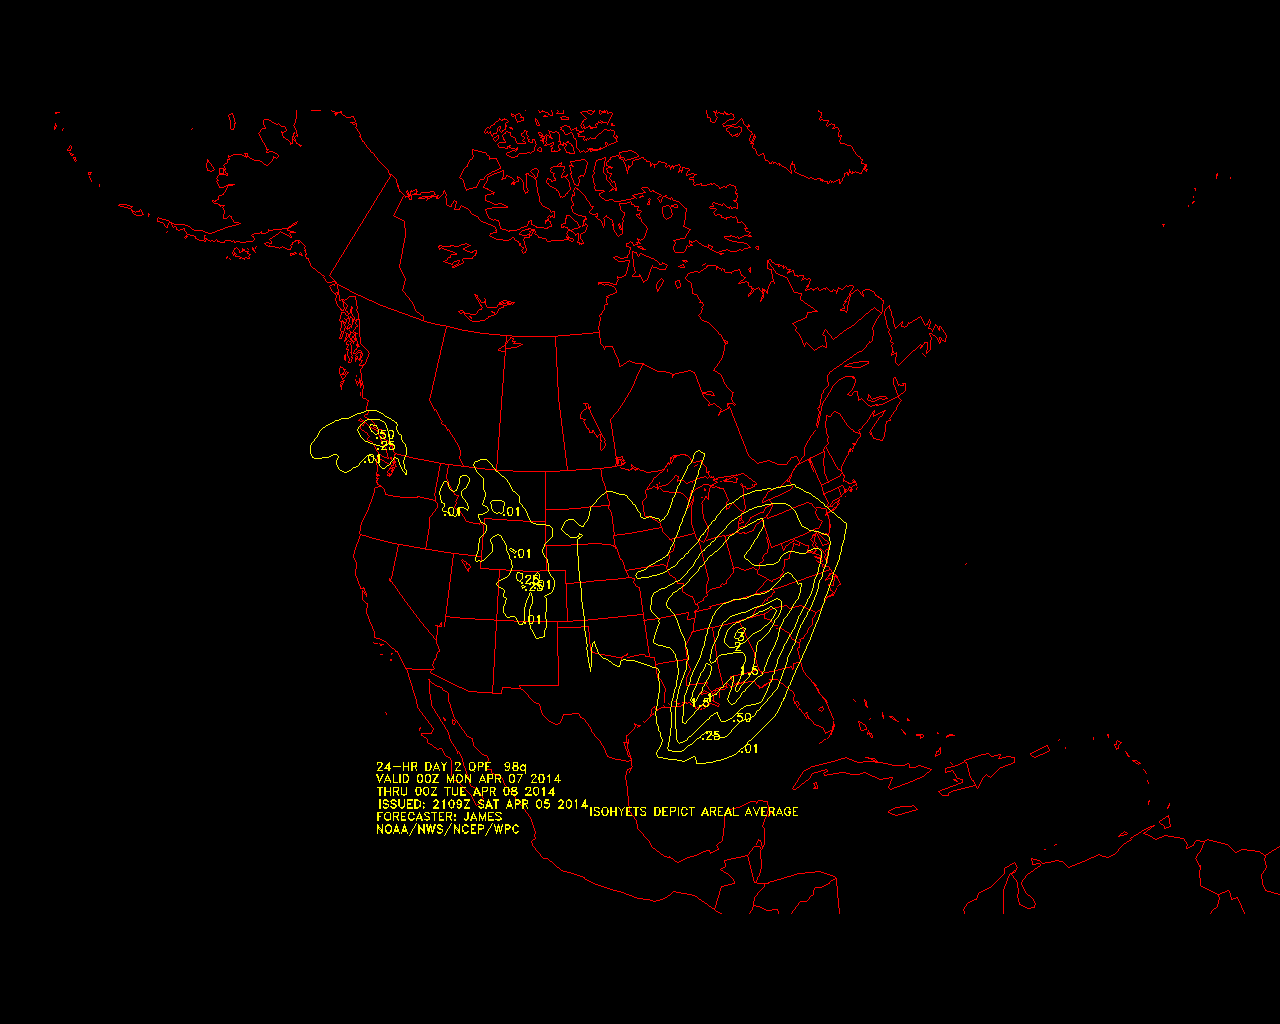 .50
.25
.01
.01
.01
.01
.25
.01
.25
.01
3
2
1.5
1.5
1
.50
.25
.01
24-HR DAY 2 QPF  98q
VALID 00Z MON APR 07 2014
THRU 00Z TUE APR 08 2014
ISSUED: 2109Z SAT APR 05 2014
FORECASTER: JAMES
NOAA/NWS/NCEP/WPC
ISOHYETS DEPICT AREAL AVERAGE